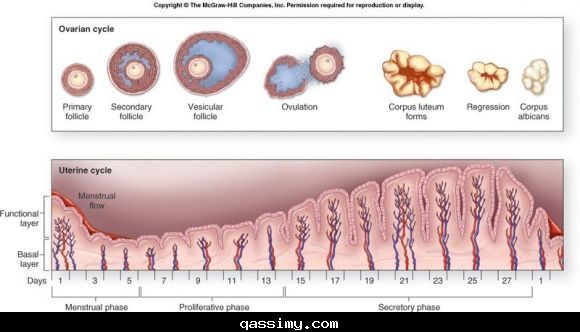 Copyright © The McGraw-Hill Companies, Inc. Permission required for reproduction or display.
Ovarian cycle
Primary
follicle
Secondary
follicle
Vesicular
follicle
Ovulation
Corpus luteum
forms
Regression
Corpus
albicans
Uterine cycle
Menstrual
flow
Functional
layer
Basal
layer
Days 1 3 5 7 9 11 13 15 17 19 21 23 25 27 1
Menstrual phase Proliferative phase Secretory phase
qassimy.com